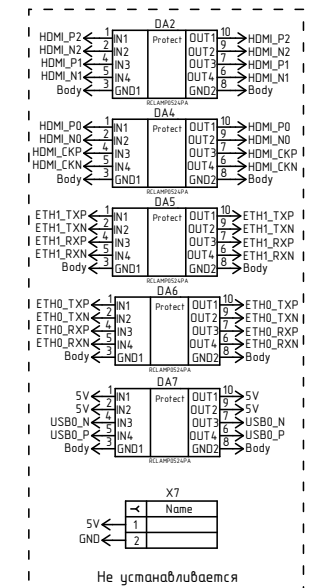 DA2
HDMI_P2 1 IN1 Protect OUT1 10 HDMI_P2
HDMI_N2 2 IN2 OUT2 9 HDMI_N2
HDMI_P1 4 IN3 OUT3 7 HDMI_P1
HDMI_N1 5 IN4 OUT4 6 HDMI_N1
Body 3 GND1 GND2 8 Body
RCLAMP0524PA
DA4
HDMI_P0 1 IN1 Protect OUT1 10 HDMI_P0
HDMI_N0 2 IN2 OUT2 9 HDMI_N0
HDMI_CKP 4 IN3 OUT3 7 HDMI_CKP
HDMI_CKN 5 IN4 OUT4 6 HDMI_CKN
Body 3 GND1 GND2 8 Body
RCLAMP0524PA
DA5
ETH1_TXP 1 IN1 Protect OUT1 10 ETH1_TXP
ETH1_TXN 2 IN2 OUT2 9 ETH1_TXN
ETH1_RXP 4 IN3 OUT3 7 ETH1_RXP
ETH1_RXN 5 IN4 OUT4 6 ETH1_RXN
Body 3 GND1 GND2 8 Body
RCLAMP0524PA
DA6
ETH0_TXP 1 IN1 Protect OUT1 10 ETH0_TXP
ETH0_TXN 2 IN2 OUT2 9 ETH0_TXN
ETH0_RXP 4 IN3 OUT3 7 ETH0_RXP
ETH0_RXN 5 IN4 OUT4 6 ETH0_RXN
Body 3 GND1 GND2 8 Body
RCLAMP0524PA
DA7
5V 1 IN1 Protect OUT1 10 5V
5V 2 IN2 OUT2 9 5V
USB0_N 4 IN3 OUT3 7 USB0_N
USB0_P 5 IN4 OUT4 6 USB0_P
Body 3 GND1 GND2 8 Body
RCLAMP0524PA
X7
Name
5V 1
GND 2
Не устанавливается